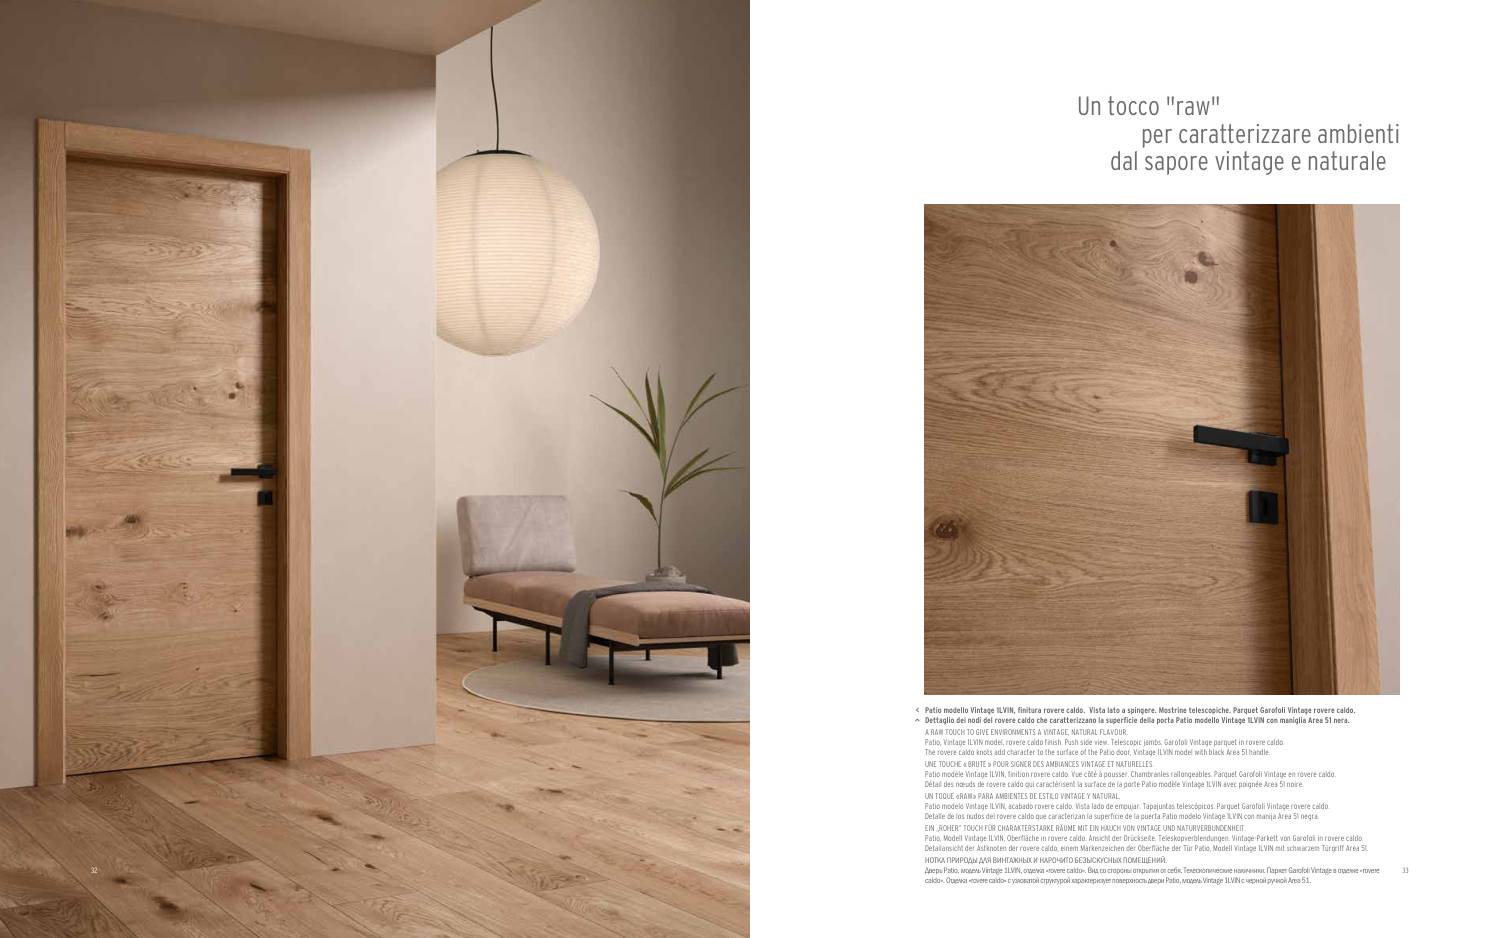 Un tocco "raw"
per caratterizzare ambienti
dal sapore vintage e naturale
< Patio modello Vintage 1LVIN, finitura rovere caldo. Vista lato a spingere. Mostrine telescopiche. Parquet Garofoli Vintage rovere caldo.
^ Dettaglio dei nodi del rovere caldo che caratterizzano la superficie della porta Patio modello Vintage 1LVIN con maniglia Area 51 nera.
A RAW TOUCH TO GIVE ENVIRONMENTS A VINTAGE, NATURAL FLAVOUR.
Patio, Vintage 1LVIN model, rovere caldo finish. Push side view. Telescopic jambs. Garofoli Vintage parquet in rovere caldo.
The rovere caldo knots add character to the surface of the Patio door, Vintage 1LVIN model with black Area 51 handle.
UNE TOUCHE « BRUTE » POUR SIGNER DES AMBIANCES VINTAGE ET NATURELLES.
Patio modèle Vintage 1LVIN, finition rovere caldo. Vue côté à pousser. Chambranles rallongeables. Parquet Garofoli Vintage en rovere caldo.
Détail des nœuds de rovere caldo qui caractérisent la surface de la porte Patio modèle Vintage 1LVIN avec poignée Area 51 noire.
UN TOQUE «RAW» PARA AMBIENTES DE ESTILO VINTAGE Y NATURAL.
Patio modelo Vintage 1LVIN, acabado rovere caldo. Vista lado de empujar. Tapajuntas telescópicos. Parquet Garofoli Vintage rovere caldo.
Detalle de los nudos del rovere caldo que caracterizan la superficie de la puerta Patio modelo Vintage 1LVIN con manija Area 51 negra.
EIN „ROHER" TOUCH FÜR CHARAKTERSTARKE RÄUME MIT EIN HAUCH VON VINTAGE UND NATURVERBUNDENHEIT.
Patio, Modell Vintage 1LVIN, Oberfläche in rovere caldo. Ansicht der Drückseite. Teleskopverblendungen. Vintage-Parkett von Garofoli in rovere caldo.
Detailansicht der Astknoten der rovere caldo, einem Markenzeichen der Oberfläche der Tür Patio, Modell Vintage 1LVIN mit schwarzem Türgriff Area 51.
НОТКА ПРИРОДЫ ДЛЯ ВИНТАЖНЫХ И НАРОЧИТО БЕЗЫСКУСНЫХ ПОМЕЩЕНИЙ.
Дверь Patio, модель Vintage 1LVIN, отделка «rovere caldo». Вид со стороны открытия от себя. Телескопические наличники. Паркет Garofoli Vintage в отделке «rovere
caldo». Отделка «rovere caldo» с узловатой структурой характеризует поверхность двери Patio, модель Vintage 1LVIN с черной ручкой Area 51.
32
33